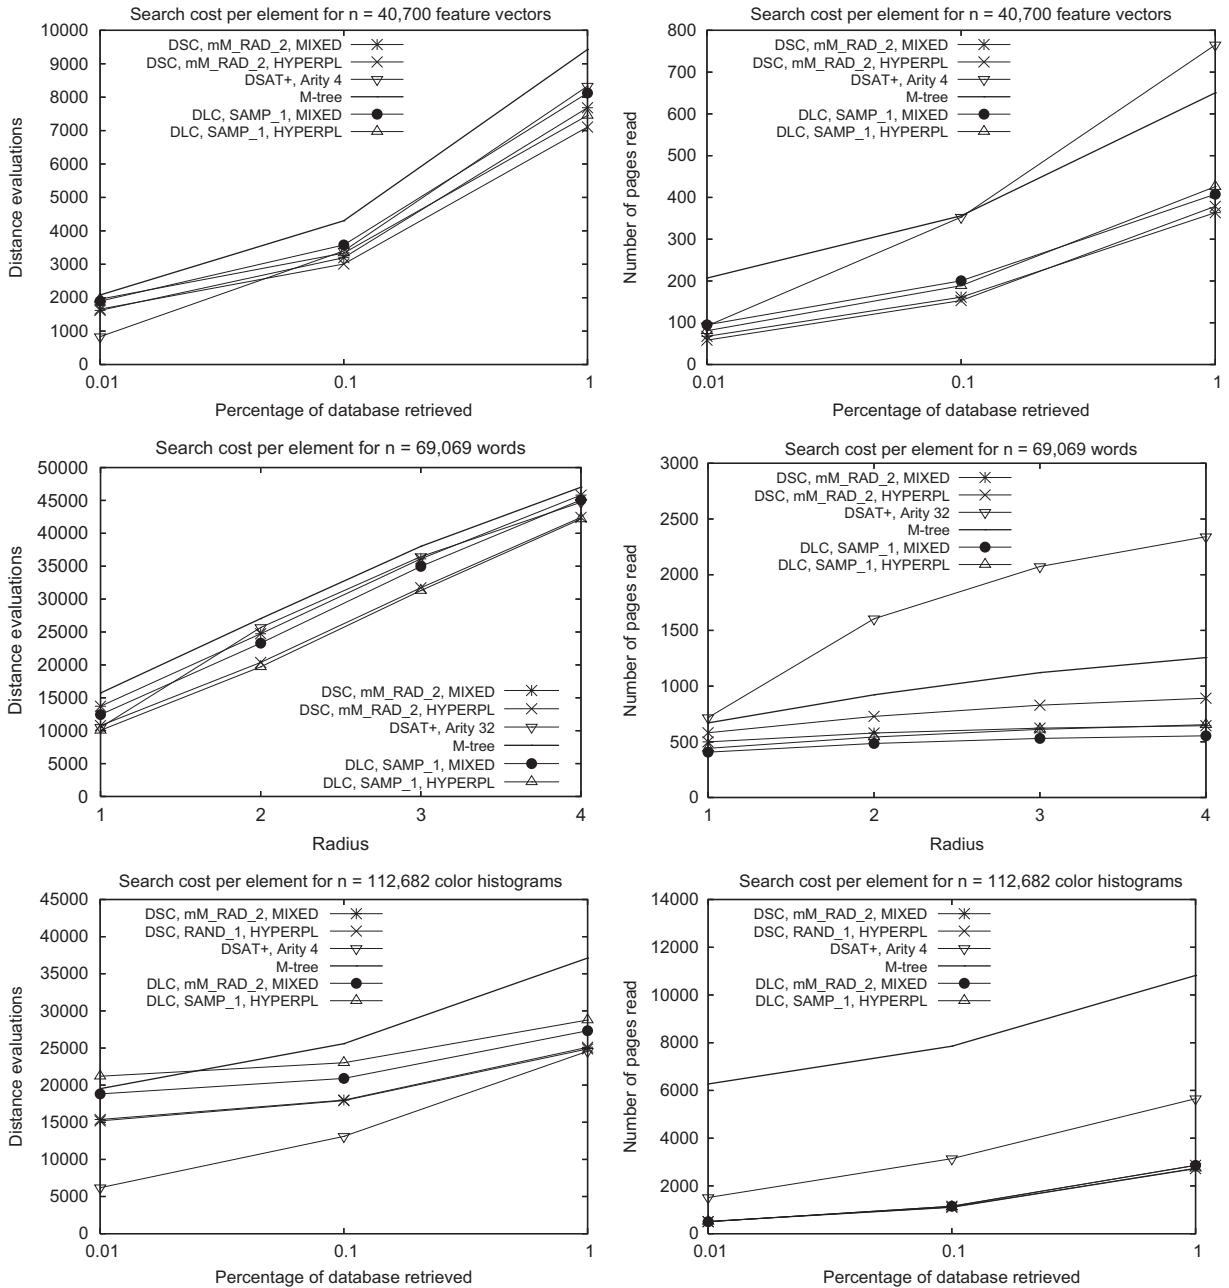 Search cost per element for n = 40,700 feature vectors
10000
9000
8000
7000
6000
5000
4000
3000
2000
1000
0
Distance evaluations
DSC, mM_RAD_2, MIXED
DSC, mM_RAD_2, HYPERPL
DSAT+, Arity 4
M-tree
DLC, SAMP_1, MIXED
DLC, SAMP_1, HYPERPL
0.01 0.1 1
Percentage of database retrieved
Search cost per element for n = 40,700 feature vectors
800
700
600
500
400
300
200
100
0
Number of pages read
DSC, mM_RAD_2, MIXED
DSC, mM_RAD_2, HYPERPL
DSAT+, Arity 4
M-tree
DLC, SAMP_1, MIXED
DLC, SAMP_1, HYPERPL
0.01 0.1 1
Percentage of database retrieved
Search cost per element for n = 69,069 words
50000
45000
40000
35000
30000
25000
20000
15000
10000
5000
0
Distance evaluations
DSC, mM_RAD_2, MIXED
DSC, mM_RAD_2, HYPERPL
DSAT+, Arity 32
M-tree
DLC, SAMP_1, MIXED
DLC, SAMP_1, HYPERPL
1 2 3 4
Radius
Search cost per element for n = 69,069 words
3000
2500
2000
1500
1000
500
0
Number of pages read
DSC, mM_RAD_2, MIXED
DSC, mM_RAD_2, HYPERPL
DSAT+, Arity 32
M-tree
DLC, SAMP_1, MIXED
DLC, SAMP_1, HYPERPL
1 2 3 4
Radius
Search cost per element for n = 112,682 color histograms
45000
40000
35000
30000
25000
20000
15000
10000
5000
0
Distance evaluations
DSC, mM_RAD_2, MIXED
DSC, RAND_1, HYPERPL
DSAT+, Arity 4
M-tree
DLC, mM_RAD_2, MIXED
DLC, SAMP_1, HYPERPL
0.01 0.1 1
Percentage of database retrieved
Search cost per element for n = 112,682 color histograms
14000
12000
10000
8000
6000
4000
2000
0
Number of pages read
DSC, mM_RAD_2, MIXED
DSC, RAND_1, HYPERPL
DSAT+, Arity 4
M-tree
DLC, mM_RAD_2, MIXED
DLC, SAMP_1, HYPERPL
0.01 0.1 1
Percentage of database retrieved